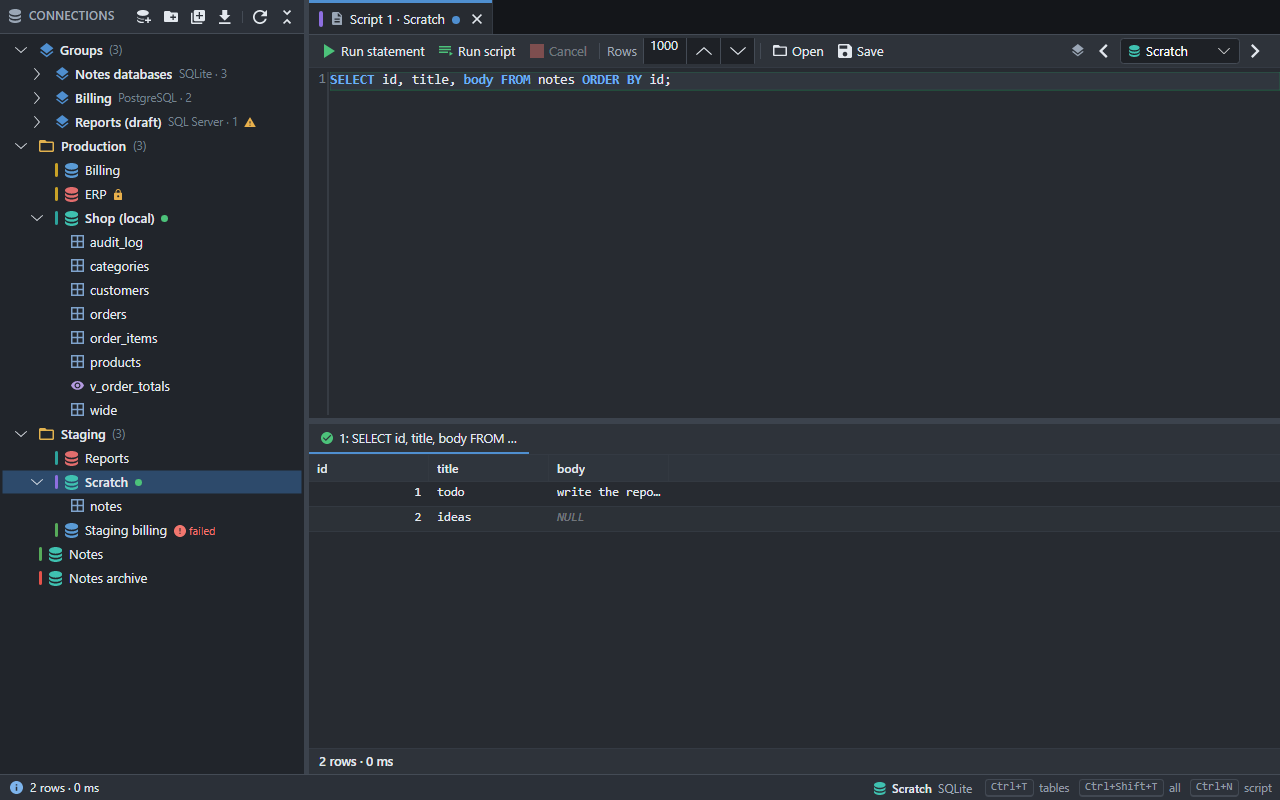 CONNECTIONS
Groups (3)
Notes databases SQLite · 3
Billing PostgreSQL · 2
Reports (draft) SQL Server · 1
Production (3)
Billing
ERP
Shop (local)
audit_log
categories
customers
orders
order_items
products
v_order_totals
wide
Staging (3)
Reports
Scratch
notes
Staging billing failed
Notes
Notes archive
Script 1 · Scratch
Run statement Run script Cancel Rows 1000 Open Save Scratch
1 SELECT id, title, body FROM notes ORDER BY id;
1: SELECT id, title, body FROM ...
id title body
1 todo write the repo…
2 ideas NULL
2 rows · 0 ms
2 rows · 0 ms Scratch SQLite Ctrl+T tables Ctrl+Shift+T all Ctrl+N script